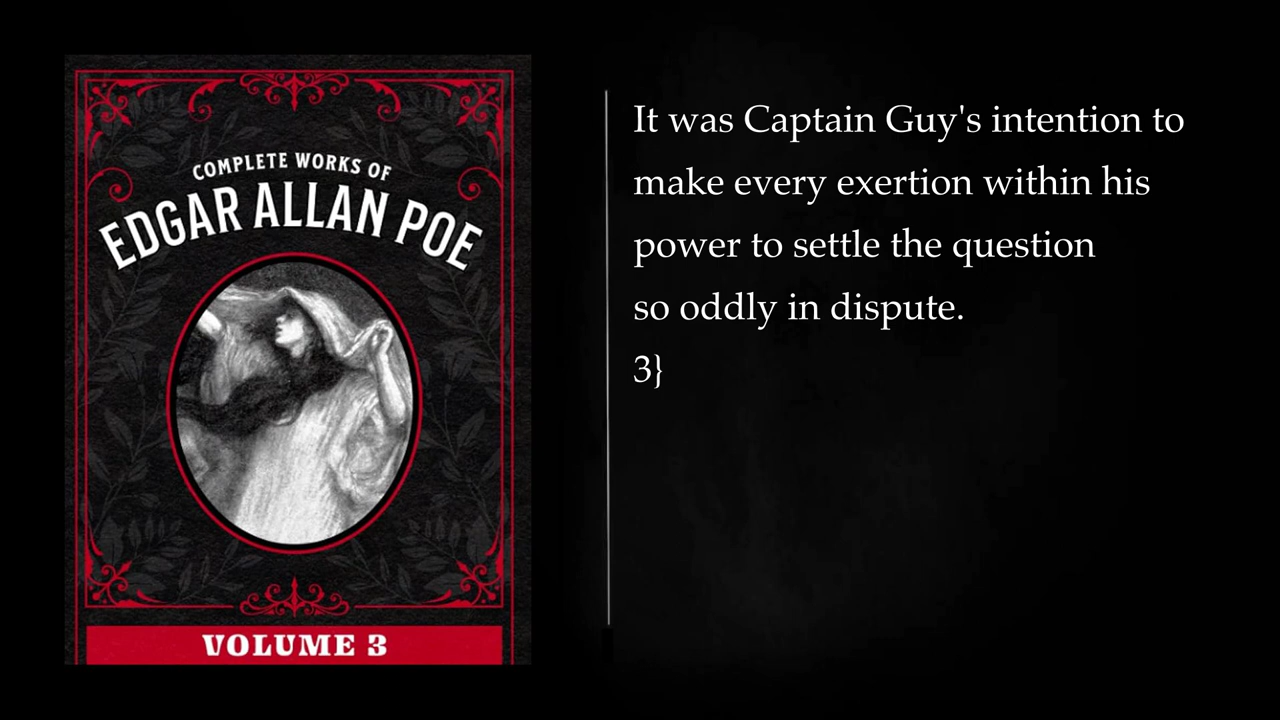 COMPLETE WORKS OF
EDGAR ALLAN POE
VOLUME 3
It was Captain Guy's intention to
make every exertion within his
power to settle the question
so oddly in dispute.
3}